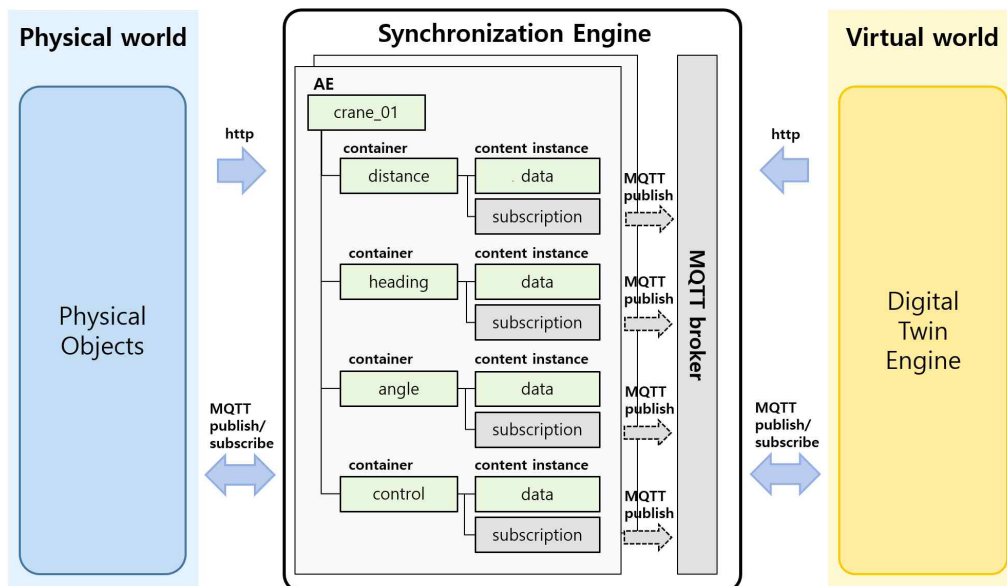 Physical world
Physical
Objects
http
MQTT
publish/
subscribe
Synchronization Engine
AE
crane_01
container
distance
content instance
data
subscription
MQTT
publish
container
heading
content instance
data
subscription
MQTT
publish
container
angle
content instance
data
subscription
MQTT
publish
container
control
content instance
data
subscription
MQTT
publish
MQTT broker
http
MQTT
publish/
subscribe
Virtual world
Digital
Twin
Engine